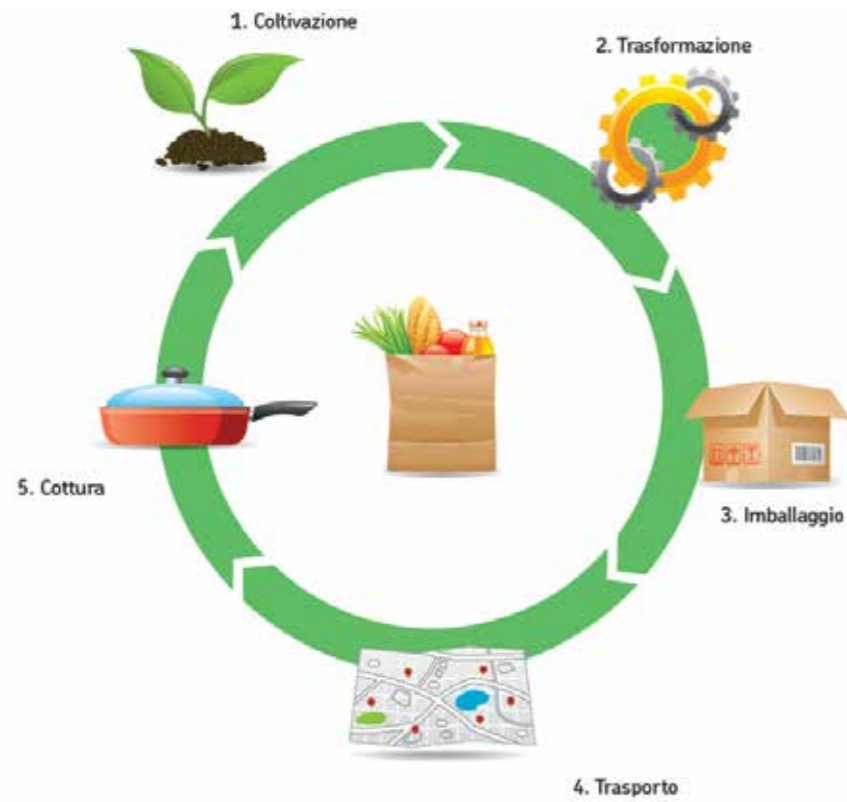 1. Coltivazione
2. Trasformazione
3. Imballaggio
4. Trasporto
5. Cottura